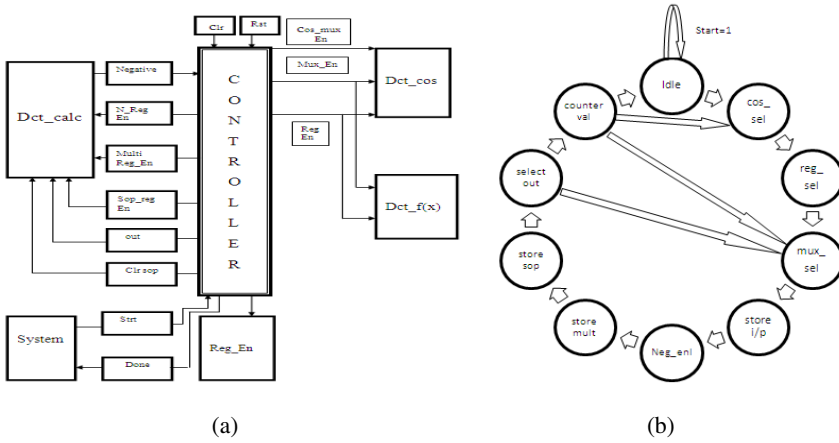 Clr
Rst
Cos_mux
En
Mux_En
Reg
En
Negative
N_Reg
En
Multi
Reg_En
Sop_reg
En
out
Clr sop
Strt
Done
Dct_calc
System
C
O
N
T
R
O
L
L
E
R
Reg_En
Dct_cos
Dct_f(x)
(a)
Start=1
Idle
cos_
sel
reg_
sel
mux_
sel
store
i/p
Neg_enl
store
mult
store
sop
select
out
counter
val
(b)